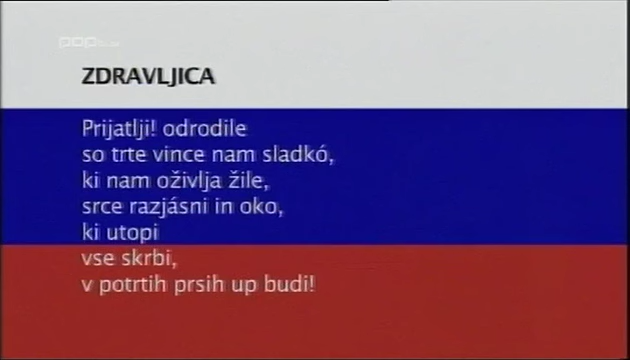 pop
ZDRAVLJICA
Prijatlji! odrodile
so trte vince nam sladkó,
ki nam oživlja žile,
srce razjásni in oko,
ki utopi
vse skrbi,
v potrtih prsih up budi!